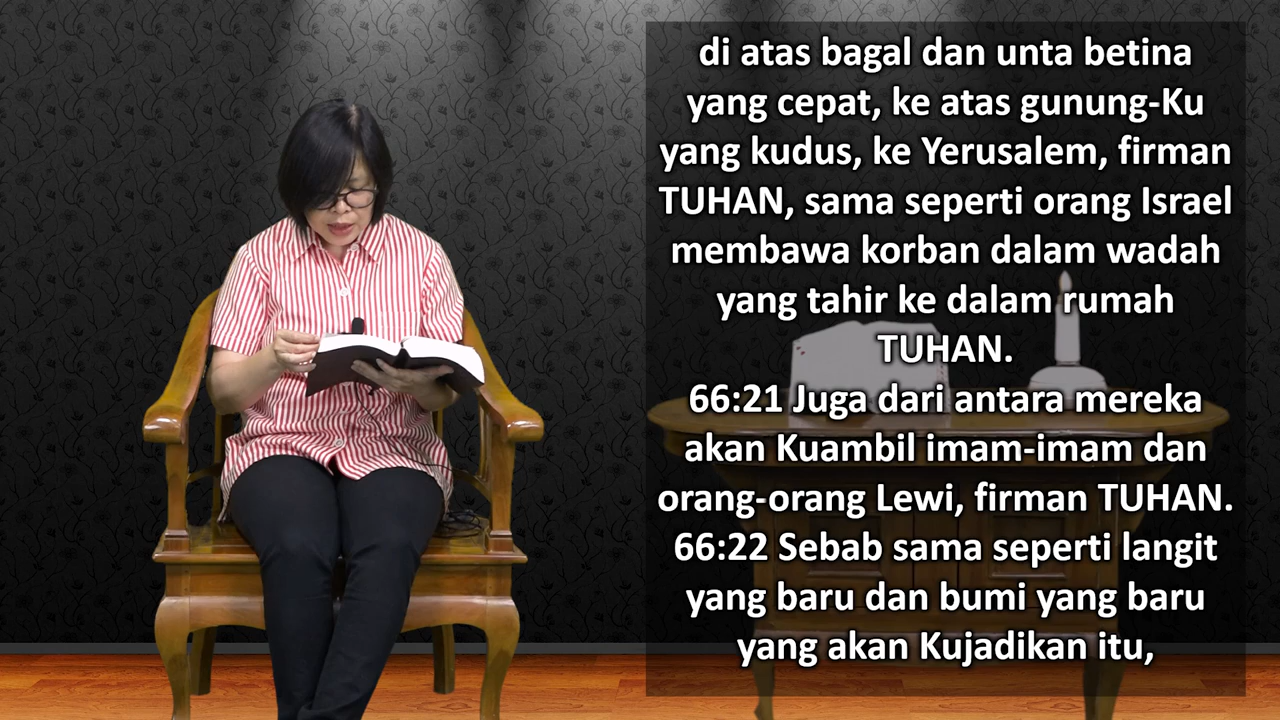 di atas bagal dan unta betina
yang cepat, ke atas gunung-Ku
yang kudus, ke Yerusalem, firman
TUHAN, sama seperti orang Israel
membawa korban dalam wadah
yang tahir ke dalam rumah
TUHAN.
66:21 Juga dari antara mereka
akan Kuambil imam-imam dan
orang-orang Lewi, firman TUHAN.
66:22 Sebab sama seperti langit
yang baru dan bumi yang baru
yang akan Kujadikan itu,